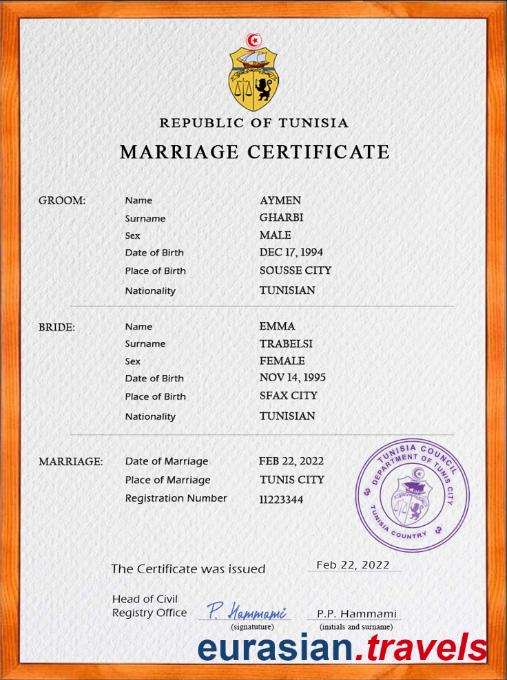 REPUBLIC OF TUNISIA
MARRIAGE CERTIFICATE
GROOM: Name AYMEN
Surname GHARBI
Sex MALE
Date of Birth DEC 17, 1994
Place of Birth SOUSSE CITY
Nationality TUNISIAN
BRIDE: Name EMMA
Surname TRABELSI
Sex FEMALE
Date of Birth NOV 14, 1995
Place of Birth SFAX CITY
Nationality TUNISIAN
MARRIAGE: Date of Marriage FEB 22, 2022
Place of Marriage TUNIS CITY
Registration Number 11223344
TUNISIA COUNCIL
DEPARTMENT OF TUNIS CITY
TUNISIA COUNTRY
The Certificate was issued Feb 22, 2022
Head of Civil
Registry Office P. Hammami P.P. Hammami
(signatuture) (initials and surname)
eurasian.travels